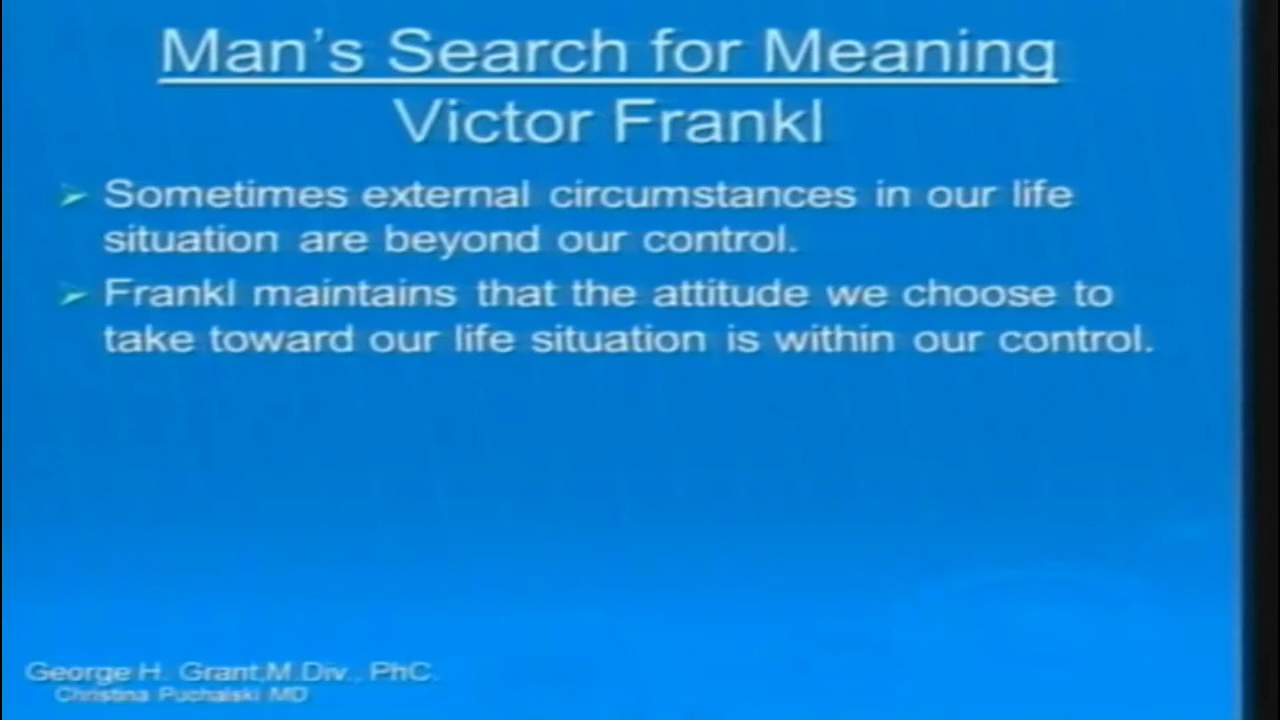 Man's Search for Meaning
Victor Frankl
Sometimes external circumstances in our life
situation are beyond our control.
Frankl maintains that the attitude we choose to
take toward our life situation is within our control.
George H. Grant,M.Div., PhC.
Christina Puchalski MD